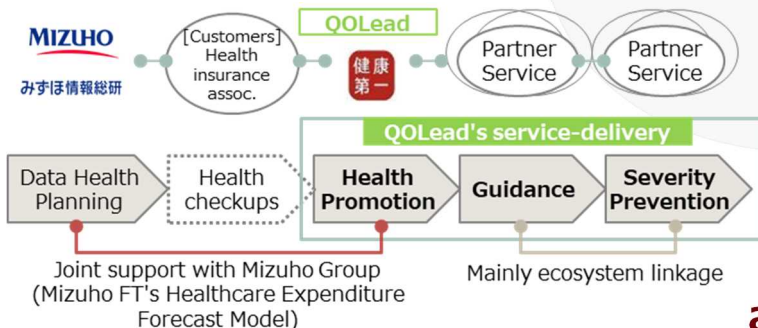 QOLead
MIZUHO
みずほ情報総研
[Customers]
Health
insurance
assoc.
健康
第一
Partner
Service
Partner
Service
QOLead's service-delivery
Data Health
Planning
Health
checkups
Health
Promotion
Guidance
Severity
Prevention
Joint support with Mizuho Group
(Mizuho FT's Healthcare Expenditure
Forecast Model)
Mainly ecosystem linkage
a